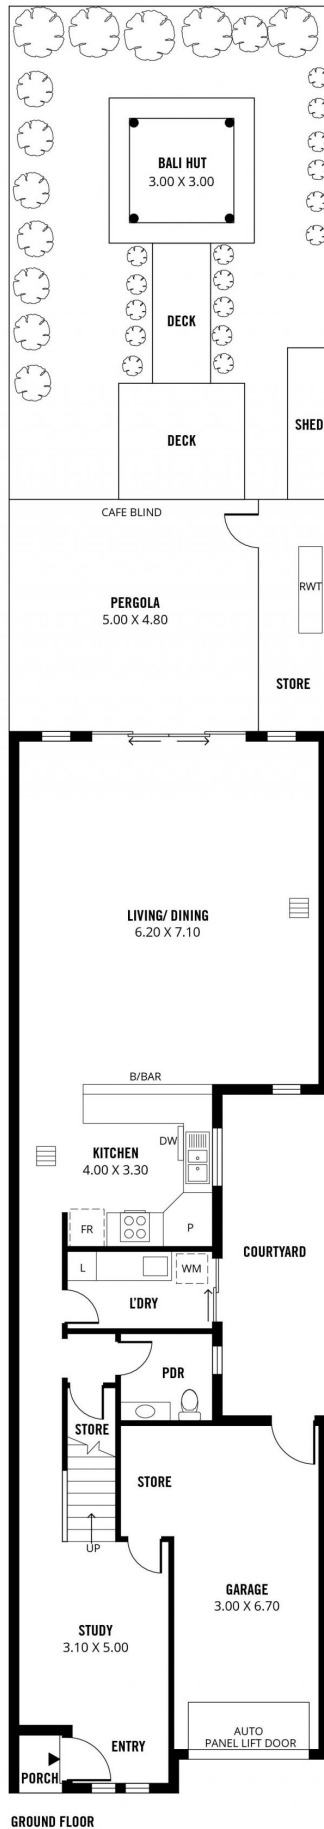 BALI HUT
3.00 X 3.00
DECK
DECK
SHED
CAFE BLIND
RWT
PERGOLA
5.00 X 4.80
STORE
LIVING/ DINING
6.20 X 7.10
B/BAR
DW
KITCHEN
4.00 X 3.30
FR
P
COURTYARD
L
WM
L'DRY
PDR
STORE
STORE
UP
GARAGE
3.00 X 6.70
STUDY
3.10 X 5.00
AUTO
PANEL LIFT DOOR
ENTRY
PORCH
GROUND FLOOR